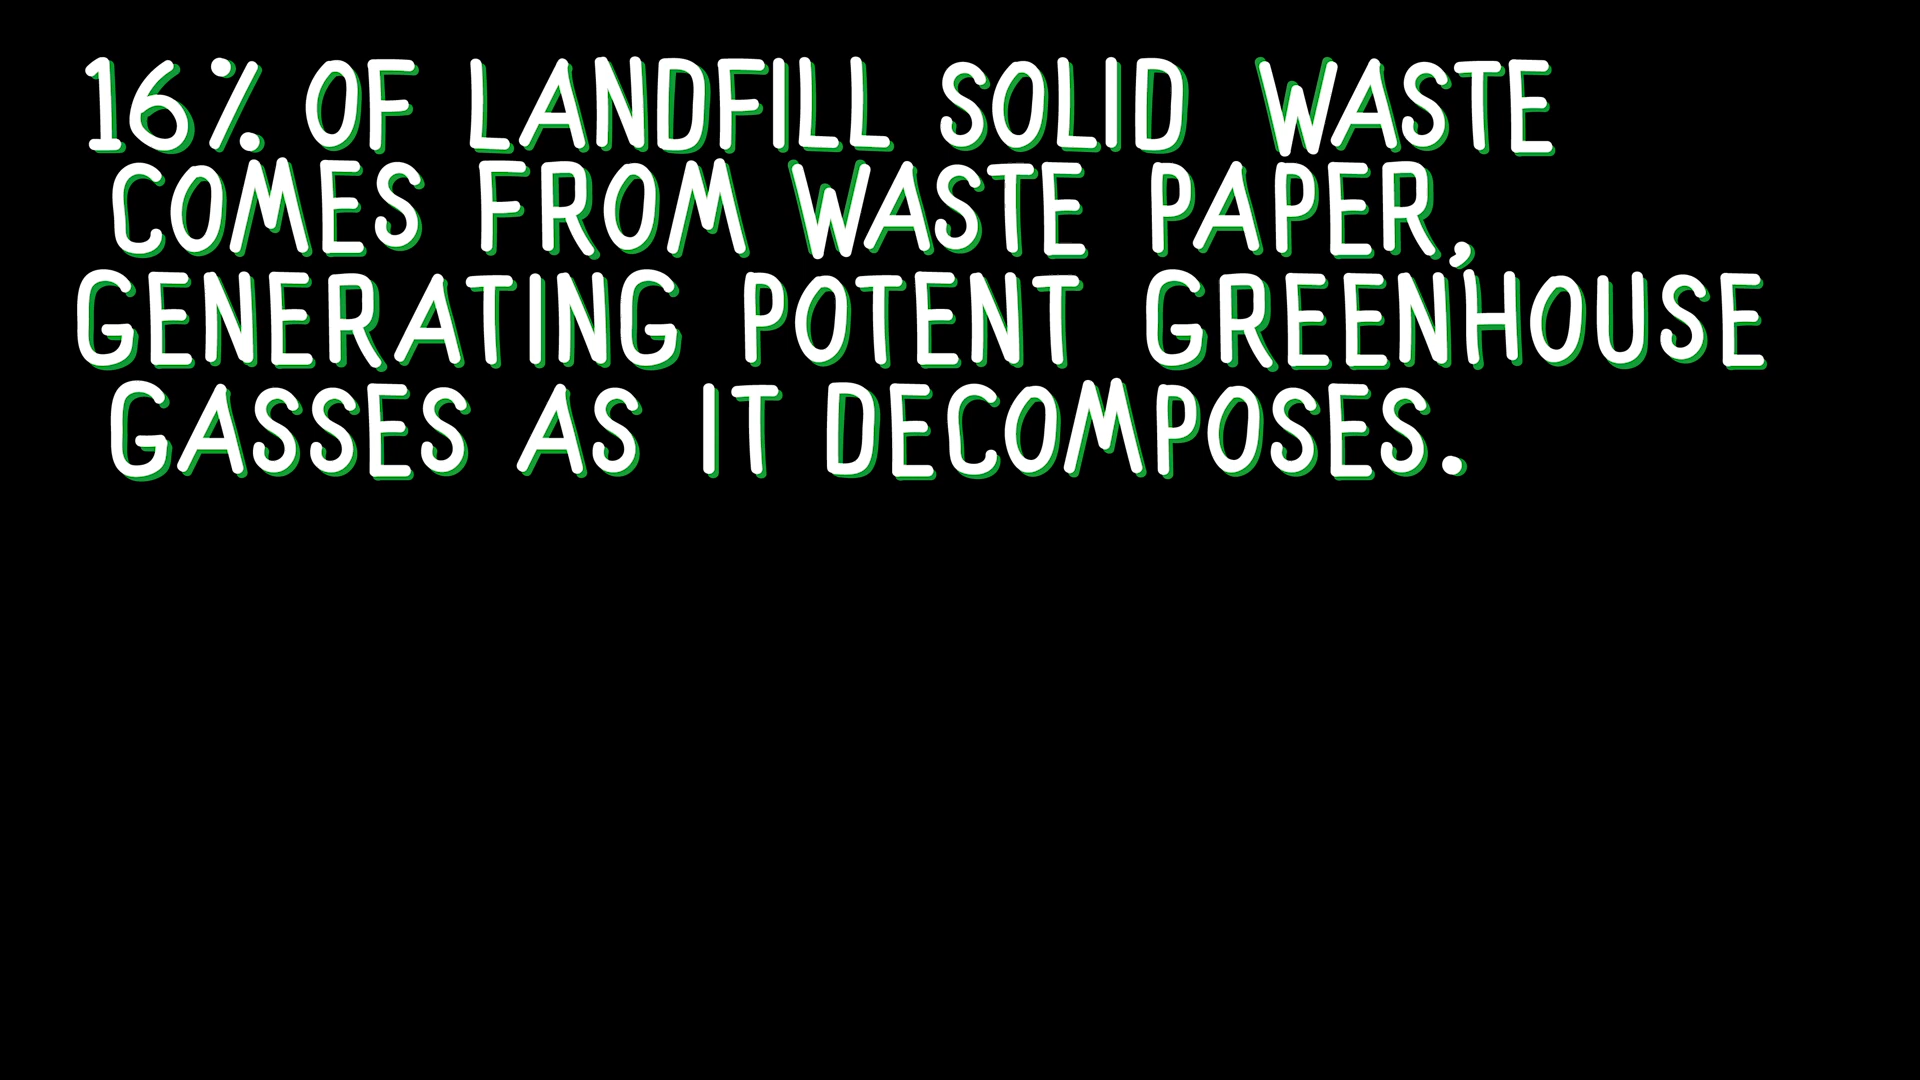 16% OF LANDFILL SOLID WASTE
COMES FROM WASTE PAPER,
GENERATING POTENT GREENHOUSE
GASSES AS IT DECOMPOSES.